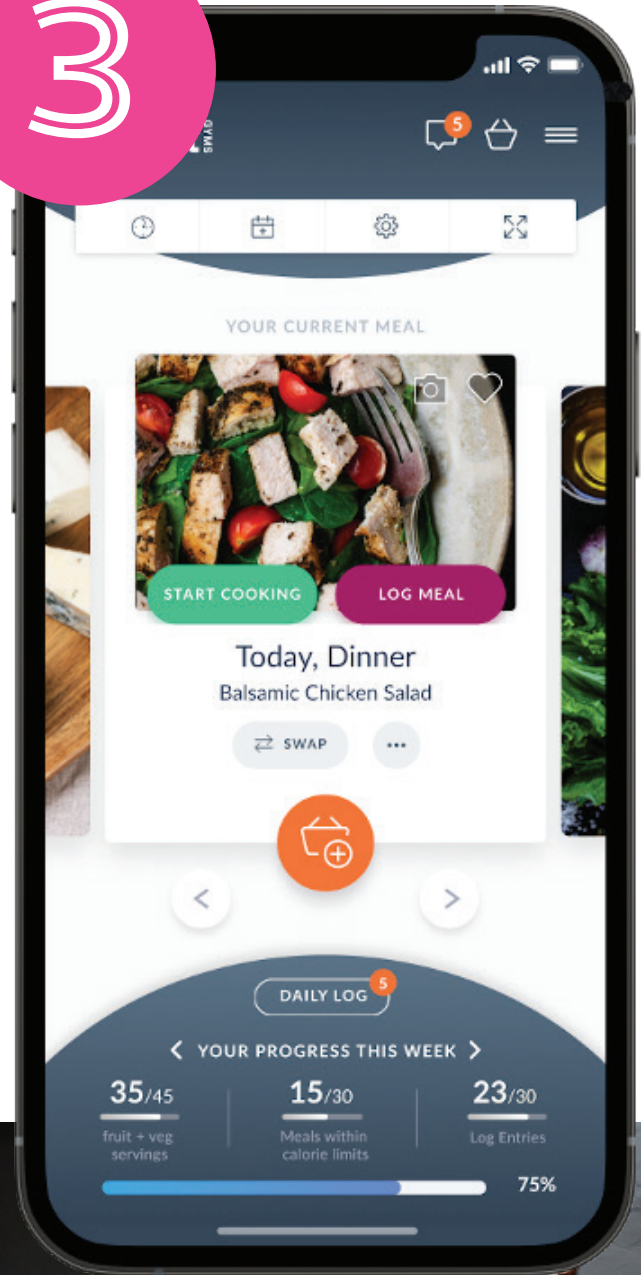 3
GYMS
5
YOUR CURRENT MEAL
START COOKING
LOG MEAL
Today, Dinner
Balsamic Chicken Salad
SWAP
DAILY LOG
5
YOUR PROGRESS THIS WEEK
35/45
15/30
23/30
fruit + veg
servings
Meals within
calorie limits
Log Entries
75%